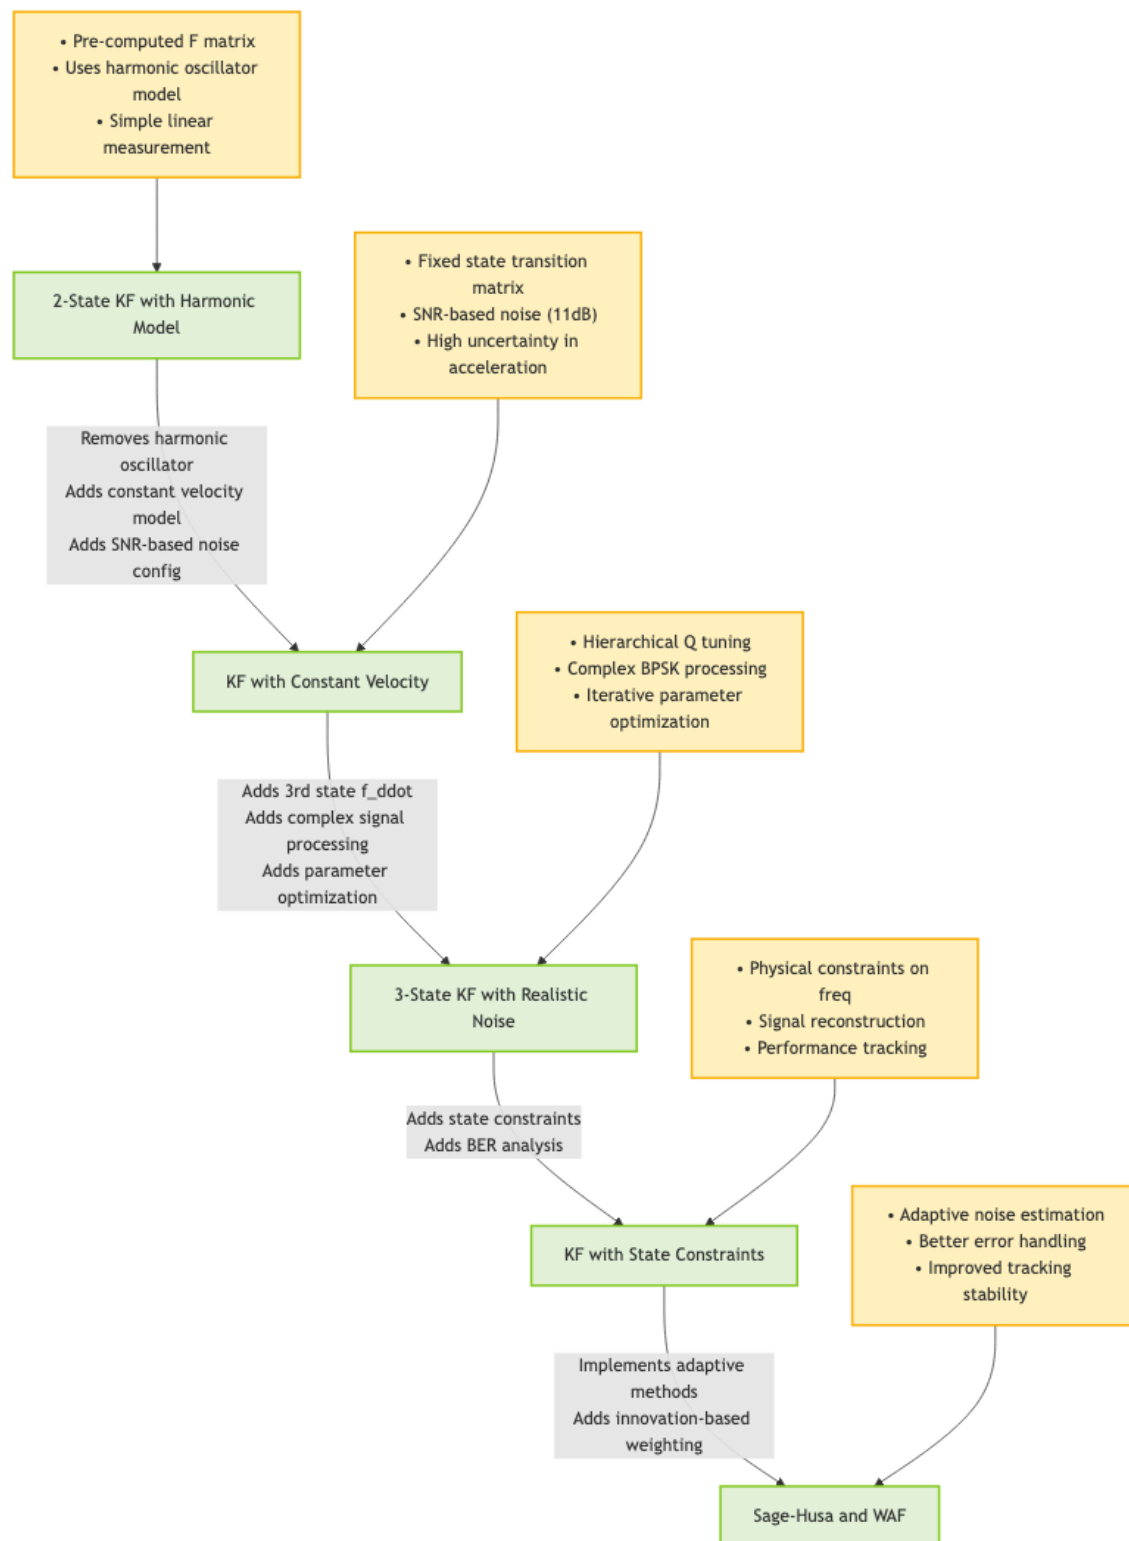 • Pre-computed F matrix
• Uses harmonic oscillator
model
• Simple linear
measurement
2-State KF with Harmonic
Model
• Fixed state transition
matrix
• SNR-based noise (11dB)
• High uncertainty in
acceleration
Removes harmonic
oscillator
Adds constant velocity
model
Adds SNR-based noise
config
KF with Constant Velocity
• Hierarchical Q tuning
• Complex BPSK processing
• Iterative parameter
optimization
Adds 3rd state f_ddot
Adds complex signal
processing
Adds parameter
optimization
3-State KF with Realistic
Noise
• Physical constraints on
freq
• Signal reconstruction
• Performance tracking
Adds state constraints
Adds BER analysis
KF with State Constraints
• Adaptive noise estimation
• Better error handling
• Improved tracking
stability
Implements adaptive
methods
Adds innovation-based
weighting
Sage-Husa and WAF